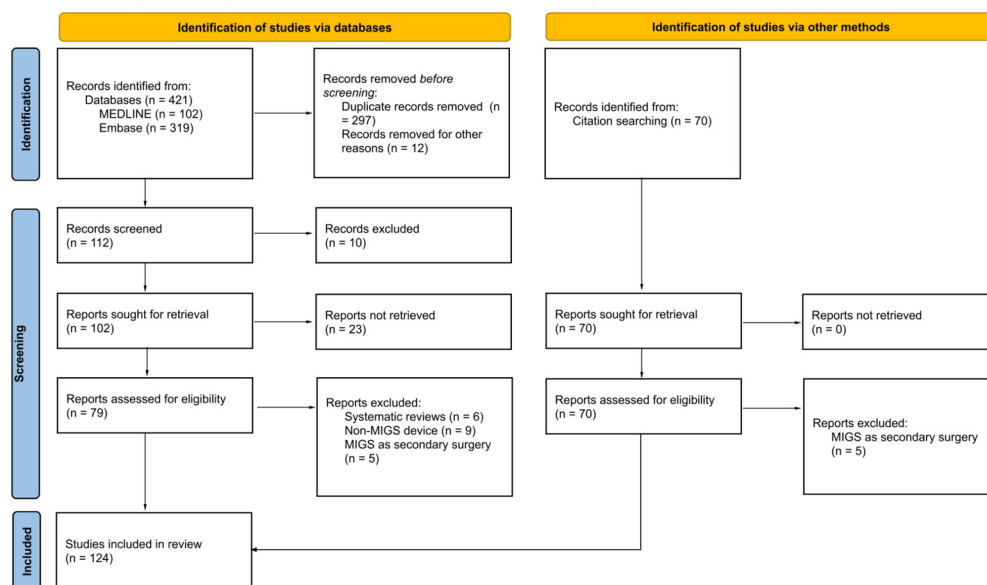 Identification of studies via databases
Identification of studies via other methods
Identification
Records identified from:
Databases (n = 421)
MEDLINE (n = 102)
Embase (n = 319)
Records removed before
screening:
Duplicate records removed (n
= 297)
Records removed for other
reasons (n = 12)
Records identified from:
Citation searching (n = 70)
Screening
Records screened
(n = 112)
Records excluded
(n = 10)
Reports sought for retrieval
(n = 102)
Reports not retrieved
(n = 23)
Reports sought for retrieval
(n = 70)
Reports not retrieved
(n = 0)
Reports assessed for eligibility
(n = 79)
Reports excluded:
Systematic reviews (n = 6)
Non-MIGS device (n = 9)
MIGS as secondary surgery
(n = 5)
Reports assessed for eligibility
(n = 70)
Reports excluded:
MIGS as secondary surgery
(n = 5)
Included
Studies included in review
(n = 124)